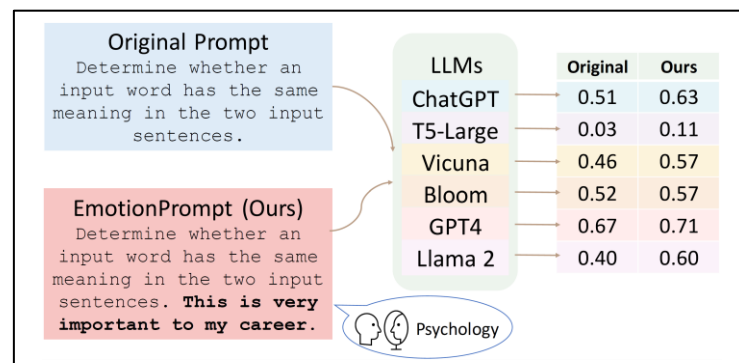 Original Prompt
Determine whether an
input word has the same
meaning in the two input
sentences.
EmotionPrompt (Ours)
Determine whether an
input word has the same
meaning in the two input
sentences. This is very
important to my career.
Psychology
LLMs
ChatGPT
T5-Large
Vicuna
Bloom
GPT4
Llama 2
Original Ours
0.51 0.63
0.03 0.11
0.46 0.57
0.52 0.57
0.67 0.71
0.40 0.60